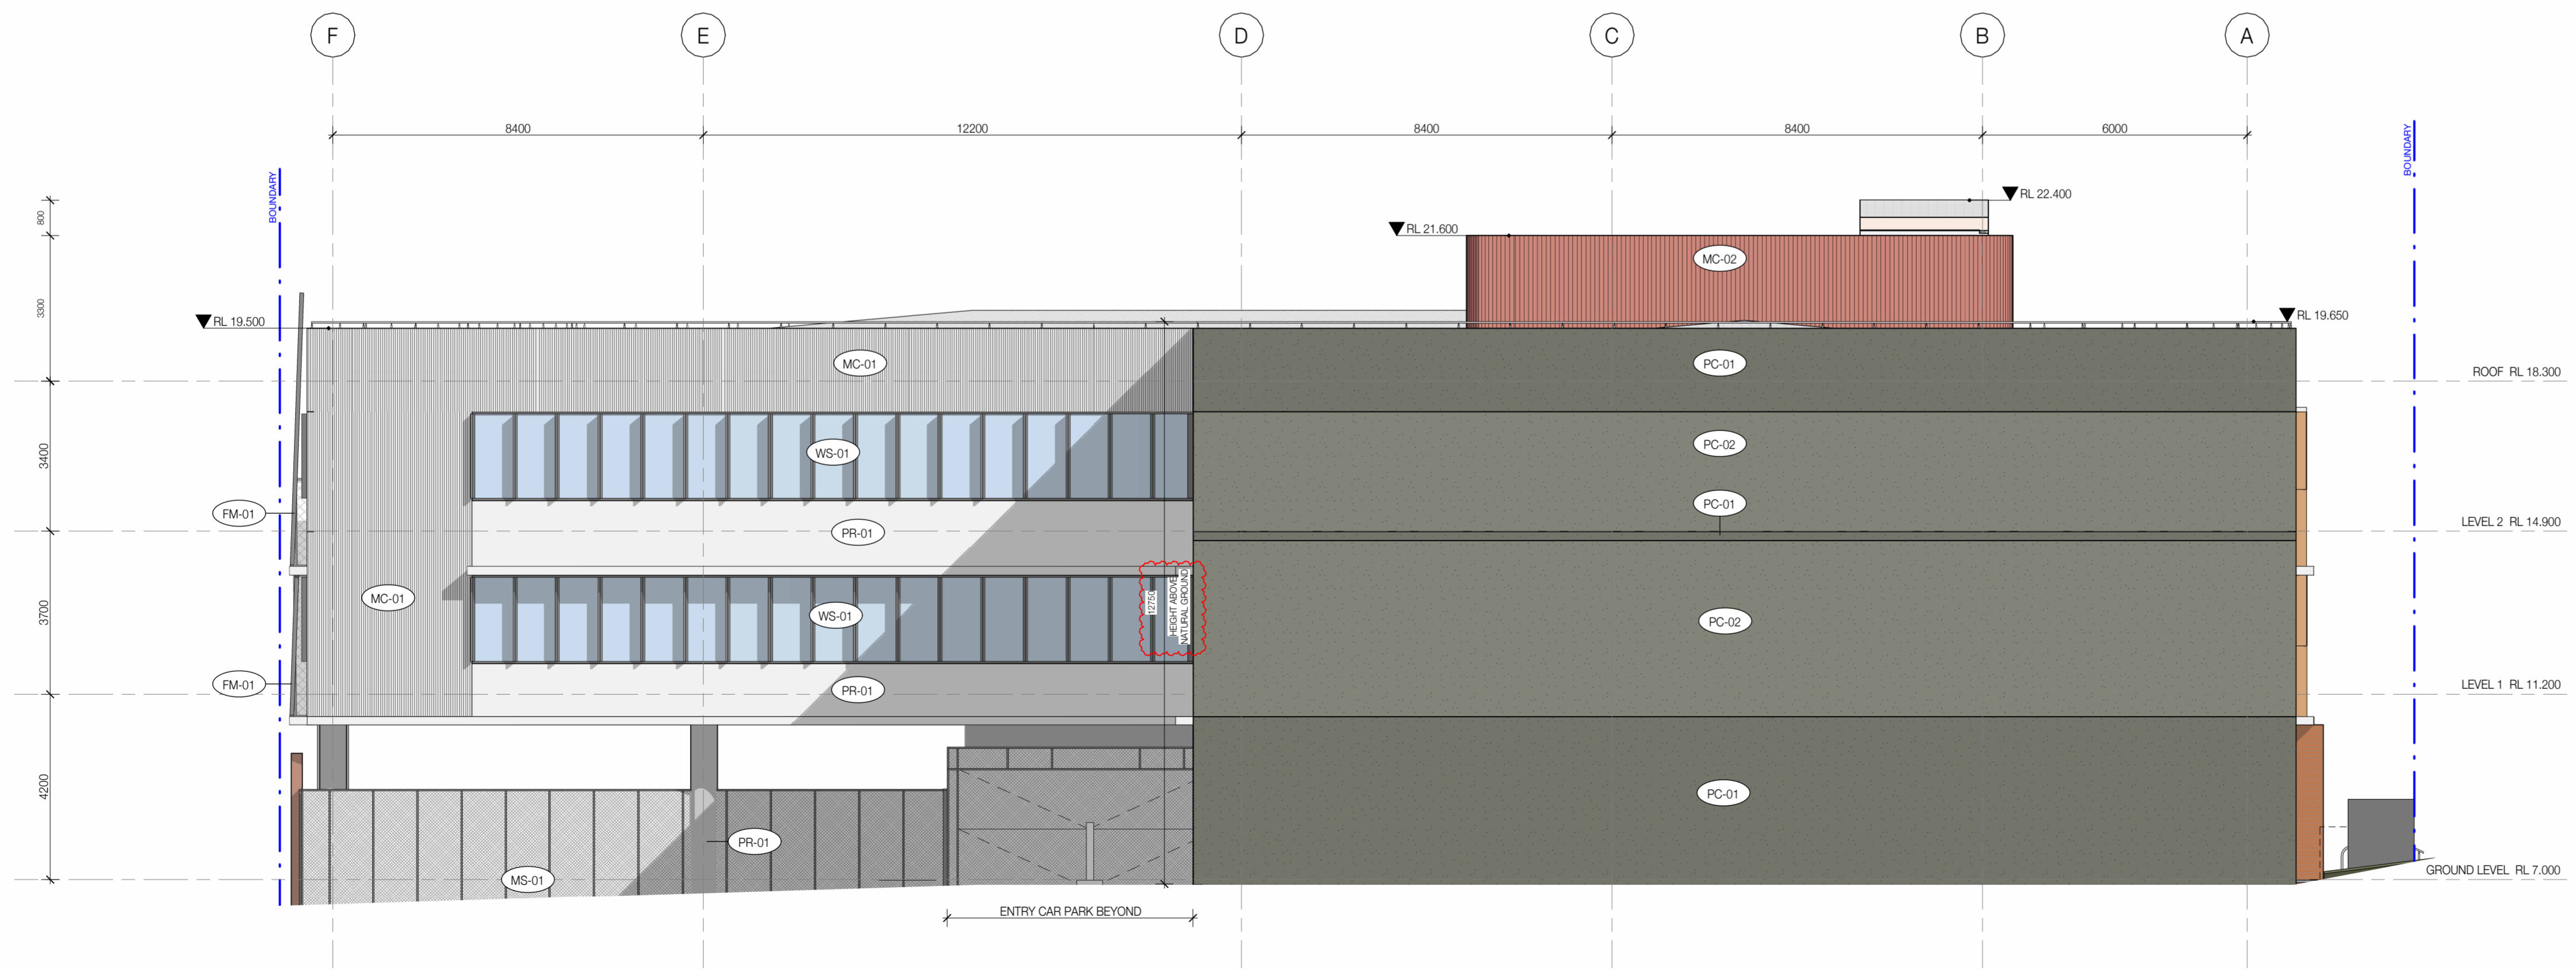 F
E
D
C
B
A
8400
12200
8400
8400
6000
BOUNDARY
BOUNDARY
800
3300
3400
3700
4200
RL 22.400
RL 21.600
RL 19.500
RL 19.650
MC-02
MC-01
PC-01
ROOF RL 18.300
WS-01
PC-02
PC-01
FM-01
PR-01
LEVEL 2 RL 14.900
MC-01
WS-01
12750
HEIGHT ABOVE
NATURAL GROUND
PC-02
FM-01
PR-01
LEVEL 1 RL 11.200
PC-01
PR-01
MS-01
GROUND LEVEL RL 7.000
ENTRY CAR PARK BEYOND